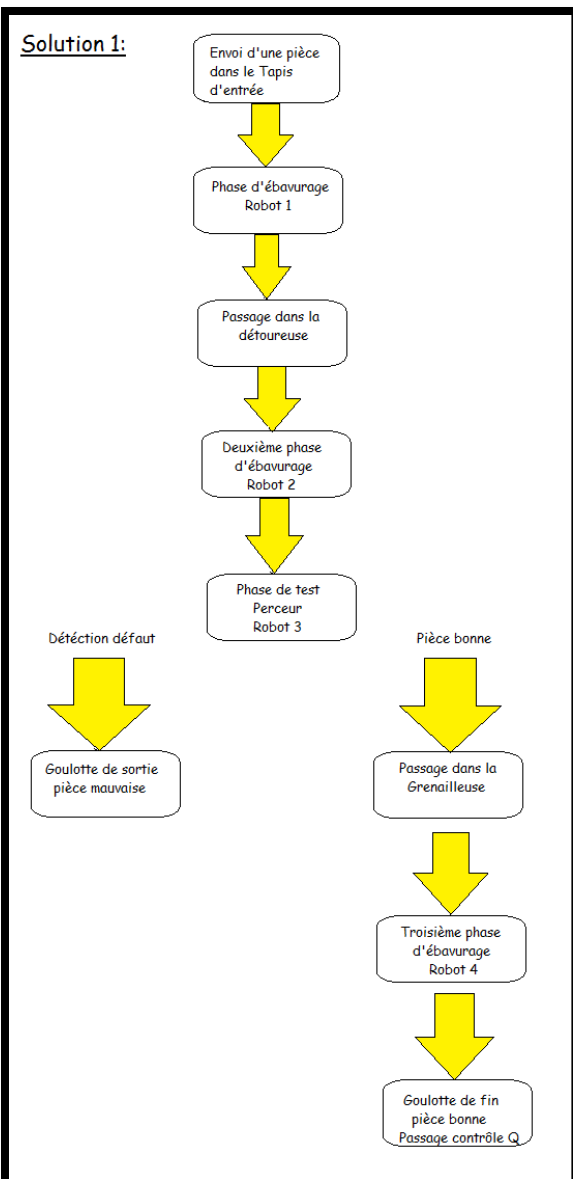 Solution 1:
Envoi d'une pièce
dans le Tapis
d'entrée
Phase d'ébavurage
Robot 1
Passage dans la
détoureuse
Deuxième phase
d'ébavurage
Robot 2
Phase de test
Perceur
Robot 3
Détéction défaut
Pièce bonne
Goulotte de sortie
pièce mauvaise
Passage dans la
Grenailleuse
Troisième phase
d'ébavurage
Robot 4
Goulotte de fin
pièce bonne
Passage contrôle Q